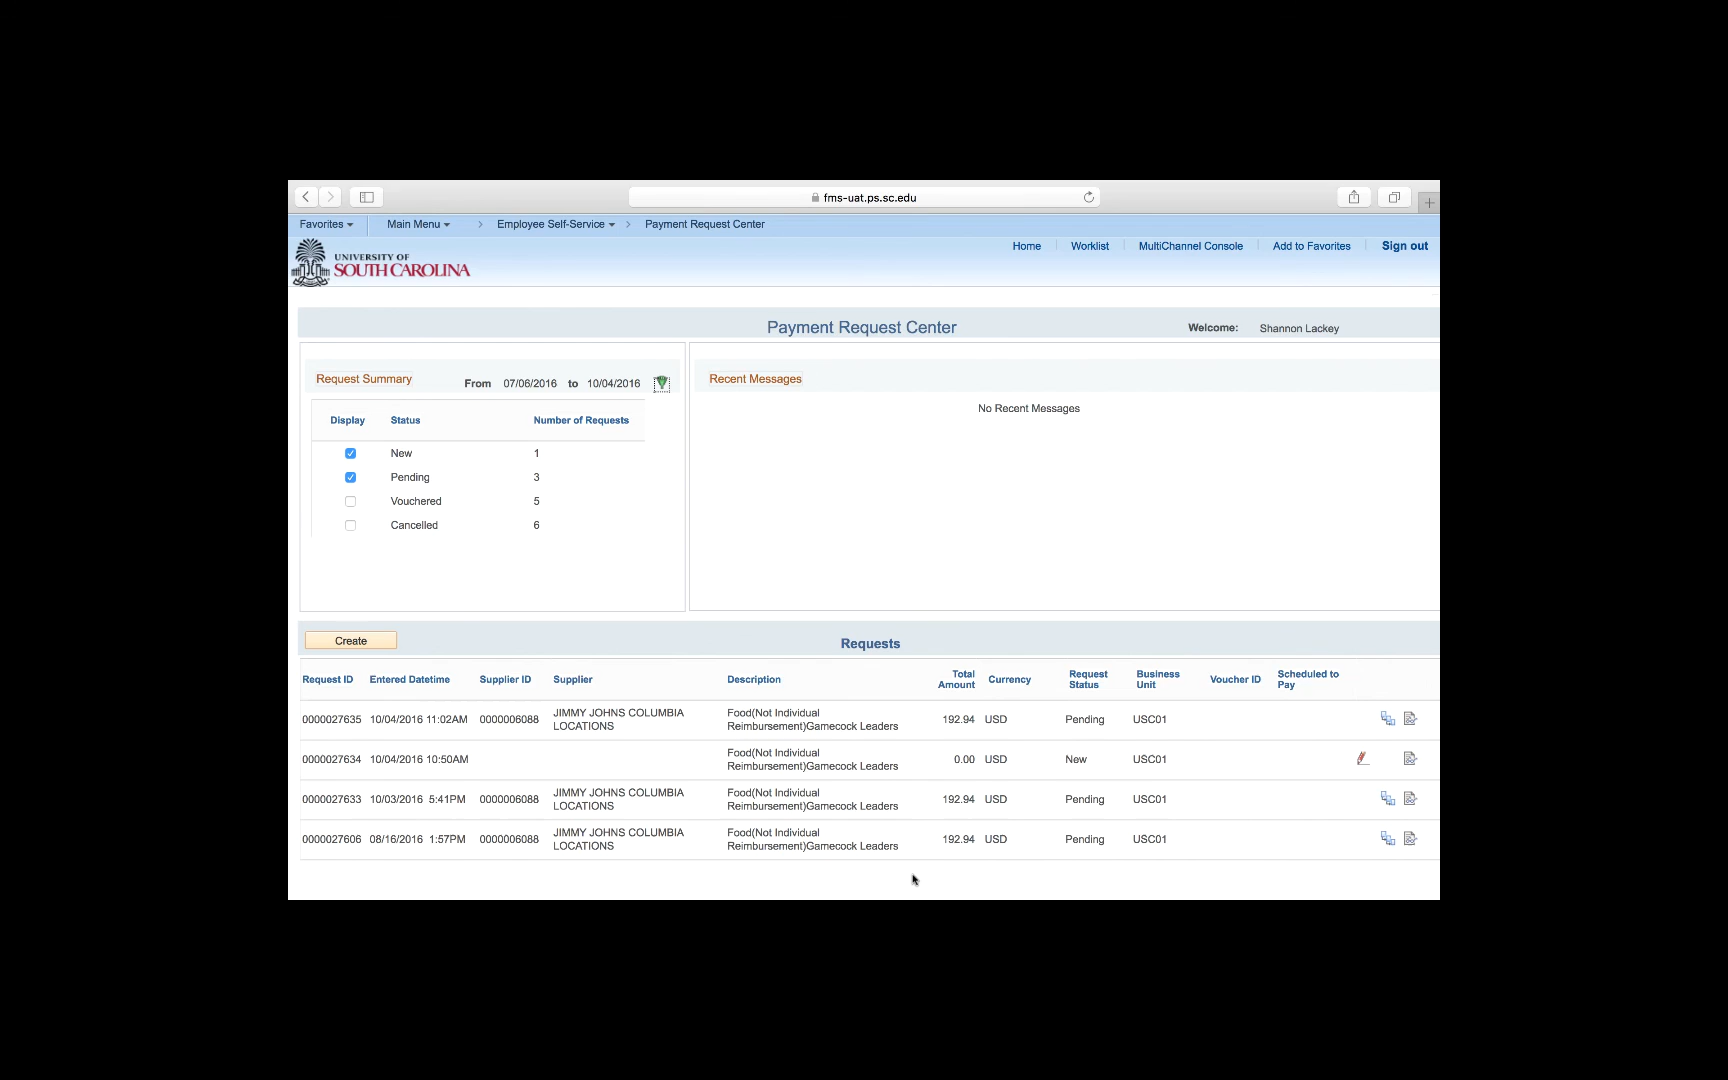 fms-uat.ps.sc.edu
Favorites Main Menu Employee Self-Service Payment Request Center
Home Worklist MultiChannel Console Add to Favorites Sign out
UNIVERSITY OF
SOUTH CAROLINA
Payment Request Center Welcome: Shannon Lackey
Request Summary From 07/06/2016 to 10/04/2016
Recent Messages
No Recent Messages
Display Status Number of Requests
New 1
Pending 3
Vouchered 5
Cancelled 6
Create Requests
Request ID Entered Datetime Supplier ID Supplier Description Total Amount Currency Request Status Business Unit Voucher ID Scheduled to Pay
0000027635 10/04/2016 11:02AM 0000006088 JIMMY JOHNS COLUMBIA LOCATIONS Food(Not Individual Reimbursement)Gamecock Leaders 192.94 USD Pending USC01
0000027634 10/04/2016 10:50AM Food(Not Individual Reimbursement)Gamecock Leaders 0.00 USD New USC01
0000027633 10/03/2016 5:41PM 0000006088 JIMMY JOHNS COLUMBIA LOCATIONS Food(Not Individual Reimbursement)Gamecock Leaders 192.94 USD Pending USC01
0000027606 08/16/2016 1:57PM 0000006088 JIMMY JOHNS COLUMBIA LOCATIONS Food(Not Individual Reimbursement)Gamecock Leaders 192.94 USD Pending USC01